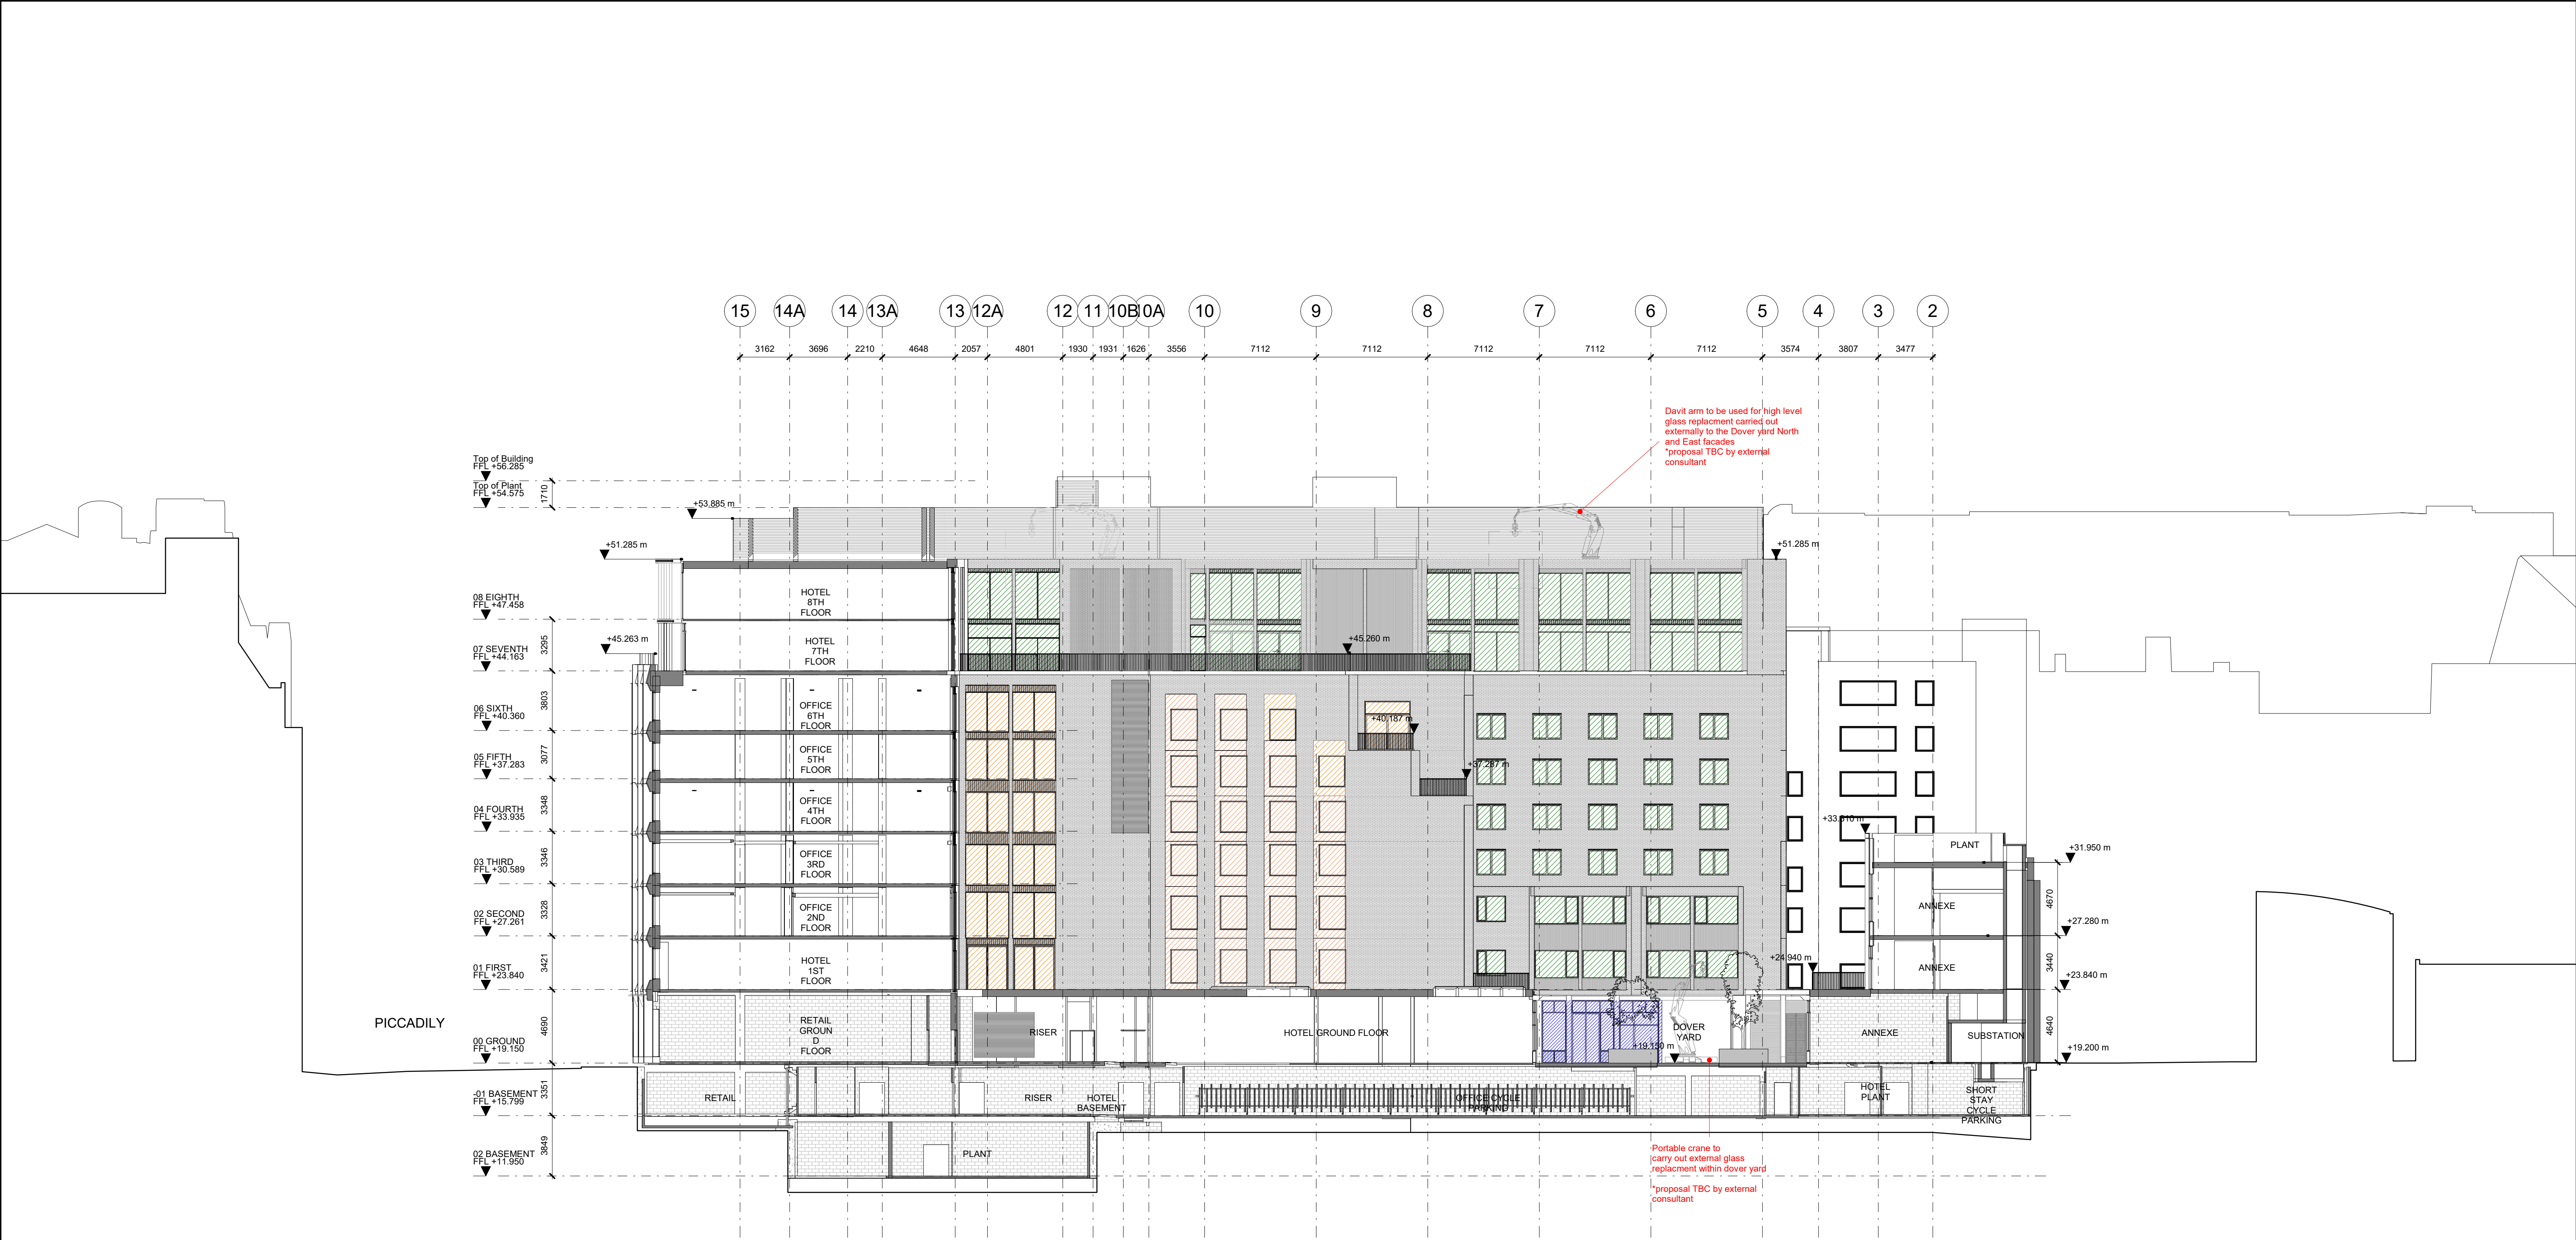 15 14A 14 13A 13 12A 12 11 10B 10A 10 9 8 7 6 5 4 3 2
3162 3696 2210 4648 2057 4801 1930 1931 1626 3556 7112 7112 7112 7112 7112 3574 3807 3477
Davit arm to be used for high level
glass replacment carried out
externally to the Dover yard North
and East facades
*proposal TBC by external
consultant
Top of Building
FFL +56.285
1710
Top of Plant
FFL +54.575
+53.885 m
+51.285 m
+51.285 m
08 EIGHTH
FFL +47.458
3295
07 SEVENTH
FFL +44.163
3803
06 SIXTH
FFL +40.360
3077
05 FIFTH
FFL +37.283
3348
04 FOURTH
FFL +33.935
3346
03 THIRD
FFL +30.589
3328
02 SECOND
FFL +27.261
3421
01 FIRST
FFL +23.840
4690
00 GROUND
FFL +19.150
3351
-01 BASEMENT
FFL +15.799
3849
02 BASEMENT
FFL +11.950
+45.263 m
PICCADILY
HOTEL
8TH
FLOOR
HOTEL
7TH
FLOOR
OFFICE
6TH
FLOOR
OFFICE
5TH
FLOOR
OFFICE
4TH
FLOOR
OFFICE
3RD
FLOOR
OFFICE
2ND
FLOOR
HOTEL
1ST
FLOOR
RETAIL
GROUN
D
FLOOR
+45.260 m
+40.187 m
+37.287 m
+33.810 m
+24.940 m
+19.150 m
RISER
HOTEL GROUND FLOOR
DOVER
YARD
PLANT
ANNEXE
ANNEXE
ANNEXE
SUBSTATION
+31.950 m
4670
+27.280 m
3440
+23.840 m
4640
+19.200 m
RETAIL
RISER
HOTEL
BASEMENT
OFFICE CYCLE
PARKING
HOTEL
PLANT
SHORT
STAY
CYCLE
PARKING
PLANT
Portable crane to
carry out external glass
replacment within dover yard
*proposal TBC by external
consultant